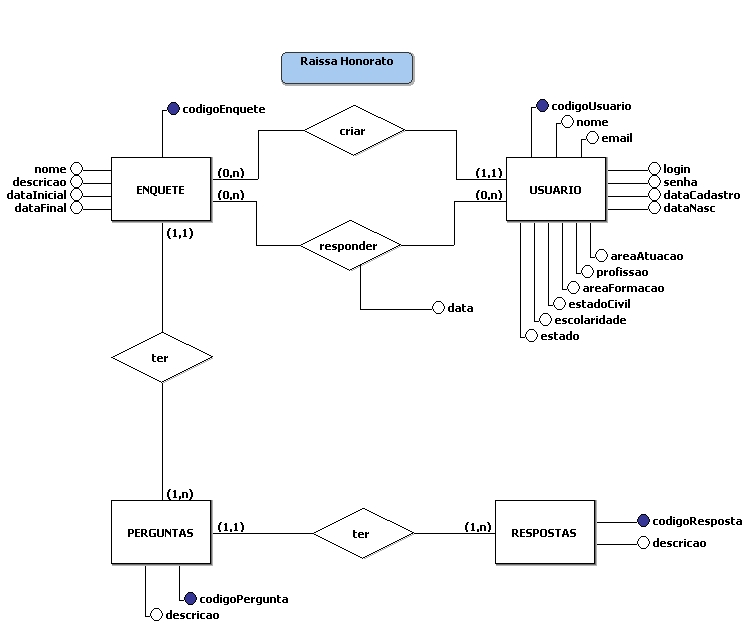 Raissa Honorato
codigoEnquete
codigoUsuario
nome
email
criar
nome
descricao
dataInicial
dataFinal
ENQUETE
(0,n)
(0,n)
(1,1)
(0,n)
USUARIO
login
senha
dataCadastro
dataNasc
(1,1)
responder
data
areaAtuacao
profissao
areaFormacao
estadoCivil
escolaridade
estado
ter
(1,n)
PERGUNTAS
(1,1)
ter
(1,n)
RESPOSTAS
codigoResposta
descricao
codigoPergunta
descricao